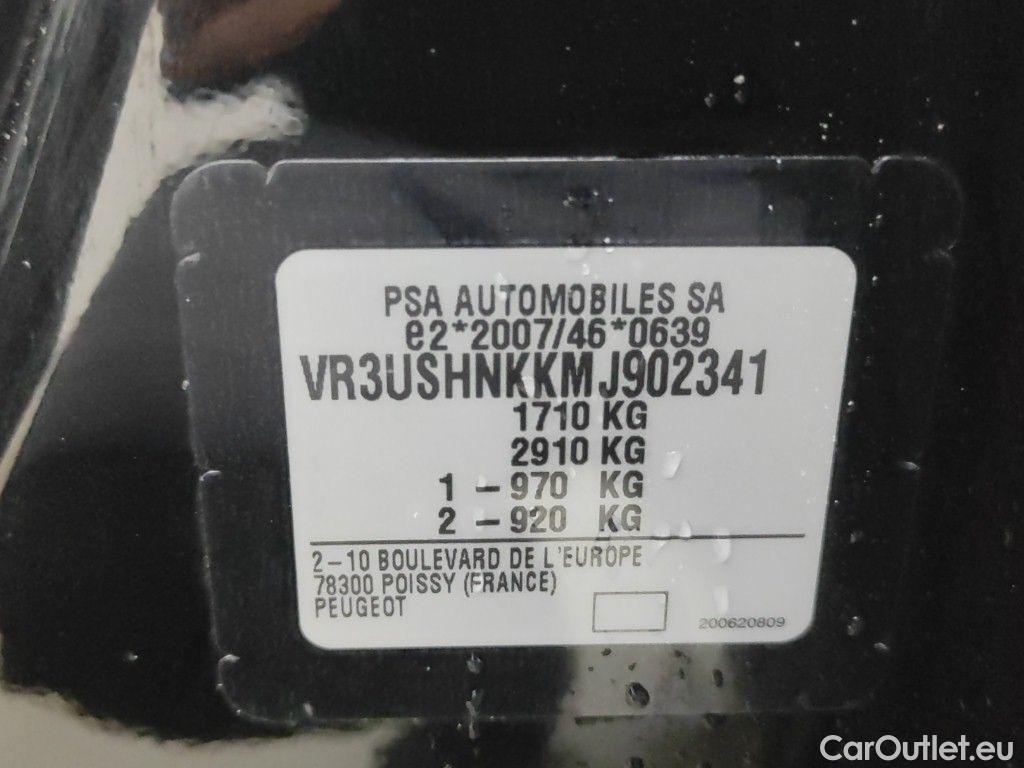 PSA AUTOMOBILES SA
e2*2007/46*0639
VR3USHNKKMJ902341
1710 KG
2910 KG
1 - 970 KG
2 - 920 KG
2-10 BOULEVARD DE L'EUROPE
78300 POISSY (FRANCE)
PEUGEOT
200620809
CarOutlet.eu